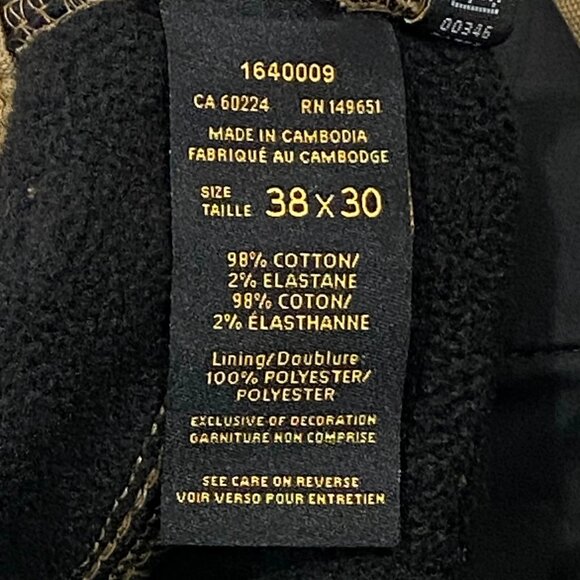 00346
1640009
CA 60224 RN 149651
MADE IN CAMBODIA
FABRIQUÉ AU CAMBODGE
SIZE
TAILLE 38 X 30
98% COTTON/
2% ELASTANE
98% COTON/
2% ÉLASTHANNE
Lining/Doublure:
100% POLYESTER/
POLYESTER
EXCLUSIVE OF DECORATION
GARNITURE NON COMPRISE
SEE CARE ON REVERSE
VOIR VERSO POUR ENTRETIEN